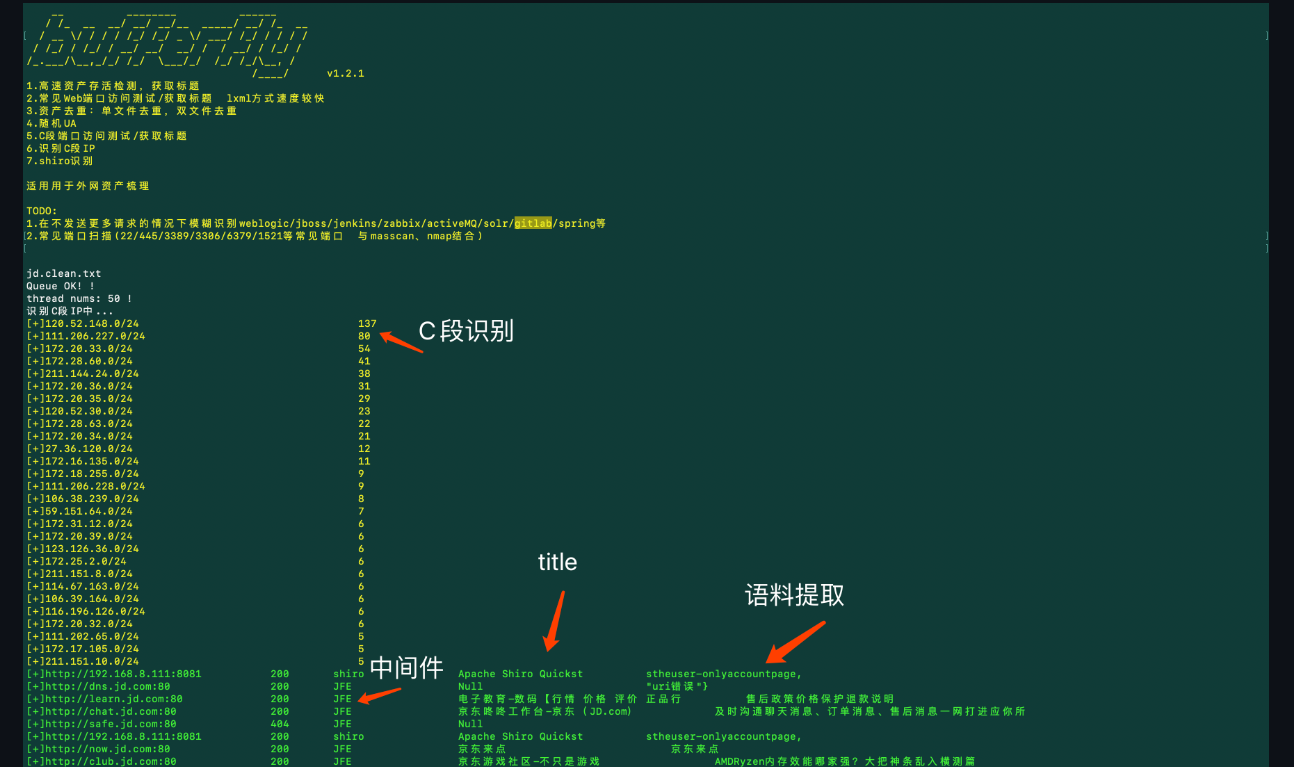 v1.2.1
1.高速资产存活检测，获取标题
2.常见Web端口访问测试/获取标题 lxml方式速度较快
3.资产去重：单文件去重，双文件去重
4.随机UA
5.C段端口访问测试/获取标题
6.识别C段IP
7.shiro识别
适用用于外网资产梳理
TODO:
1.在不发送更多请求的情况下模糊识别weblogic/jboss/jenkins/zabbix/activeMQ/solr/gitlab/spring等
2.常见端口扫描(22/445/3389/3306/6379/1521等常见端口 与masscan、nmap结合)
jd.clean.txt
Queue OK! !
thread nums: 50 !
识别C段IP中...
[+]120.52.148.0/24 137
C段识别
[+]111.206.227.0/24 80
[+]172.20.33.0/24 54
[+]172.28.60.0/24 41
[+]211.144.24.0/24 38
[+]172.20.36.0/24 31
[+]172.20.35.0/24 29
[+]120.52.30.0/24 23
[+]172.28.63.0/24 22
[+]172.20.34.0/24 21
[+]27.36.120.0/24 12
[+]172.16.135.0/24 11
[+]172.18.255.0/24 9
[+]111.206.228.0/24 9
[+]106.38.239.0/24 8
[+]59.151.64.0/24 7
[+]172.31.12.0/24 6
[+]172.20.39.0/24 6
[+]123.126.36.0/24 6
[+]172.25.2.0/24 6
title
[+]211.151.8.0/24 6
[+]114.67.163.0/24 6
语料提取
[+]106.39.164.0/24 6
[+]116.196.126.0/24 6
[+]172.20.32.0/24 6
[+]111.202.65.0/24 5
[+]172.17.105.0/24 5
[+]211.151.10.0/24 5
中间件
[+]http://192.168.8.111:8081 200 shiro Apache Shiro Quickst stheuser-onlyaccountpage,
[+]http://dns.jd.com:80 200 JFE Null "uri错误"}
[+]http://learn.jd.com:80 200 JFE 电子教育-数码【行情 价格 评价 正品行 售后政策价格保护退款说明
[+]http://chat.jd.com:80 200 JFE 京东咚咚工作台-京东（JD.com） 及时沟通聊天消息、订单消息、售后消息一网打进应你所
[+]http://safe.jd.com:80 404 JFE Null
[+]http://192.168.8.111:8081 200 shiro Apache Shiro Quickst stheuser-onlyaccountpage,
[+]http://now.jd.com:80 200 JFE 京东来点 京东来点
[+]http://club.jd.com:80 200 JFE 京东游戏社区-不只是游戏 AMDRyzen内存效能哪家强？大把神条乱入横测篇